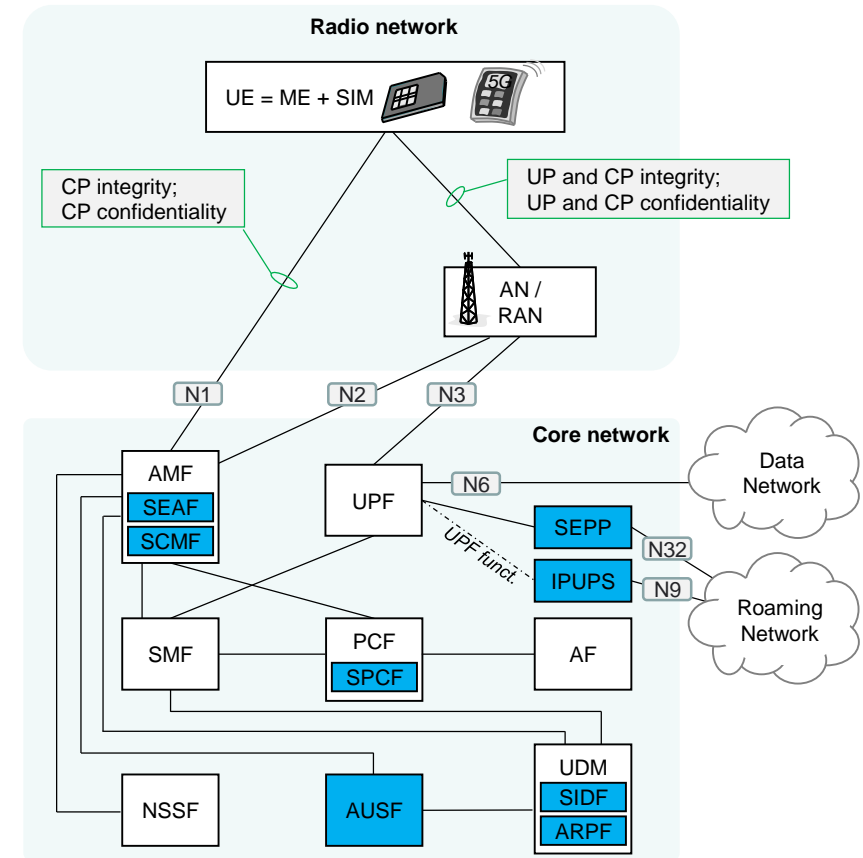 Radio network
UE = ME + SIM
5G
CP integrity;
CP confidentiality
UP and CP integrity;
UP and CP confidentiality
AN /
RAN
N1
N2
N3
Core network
AMF
SEAF
SCMF
UPF
N6
Data
Network
SEPP
UPF funct.
N32
IPUPS
N9
Roaming
Network
SMF
PCF
SPCF
AF
NSSF
AUSF
UDM
SIDF
ARPF